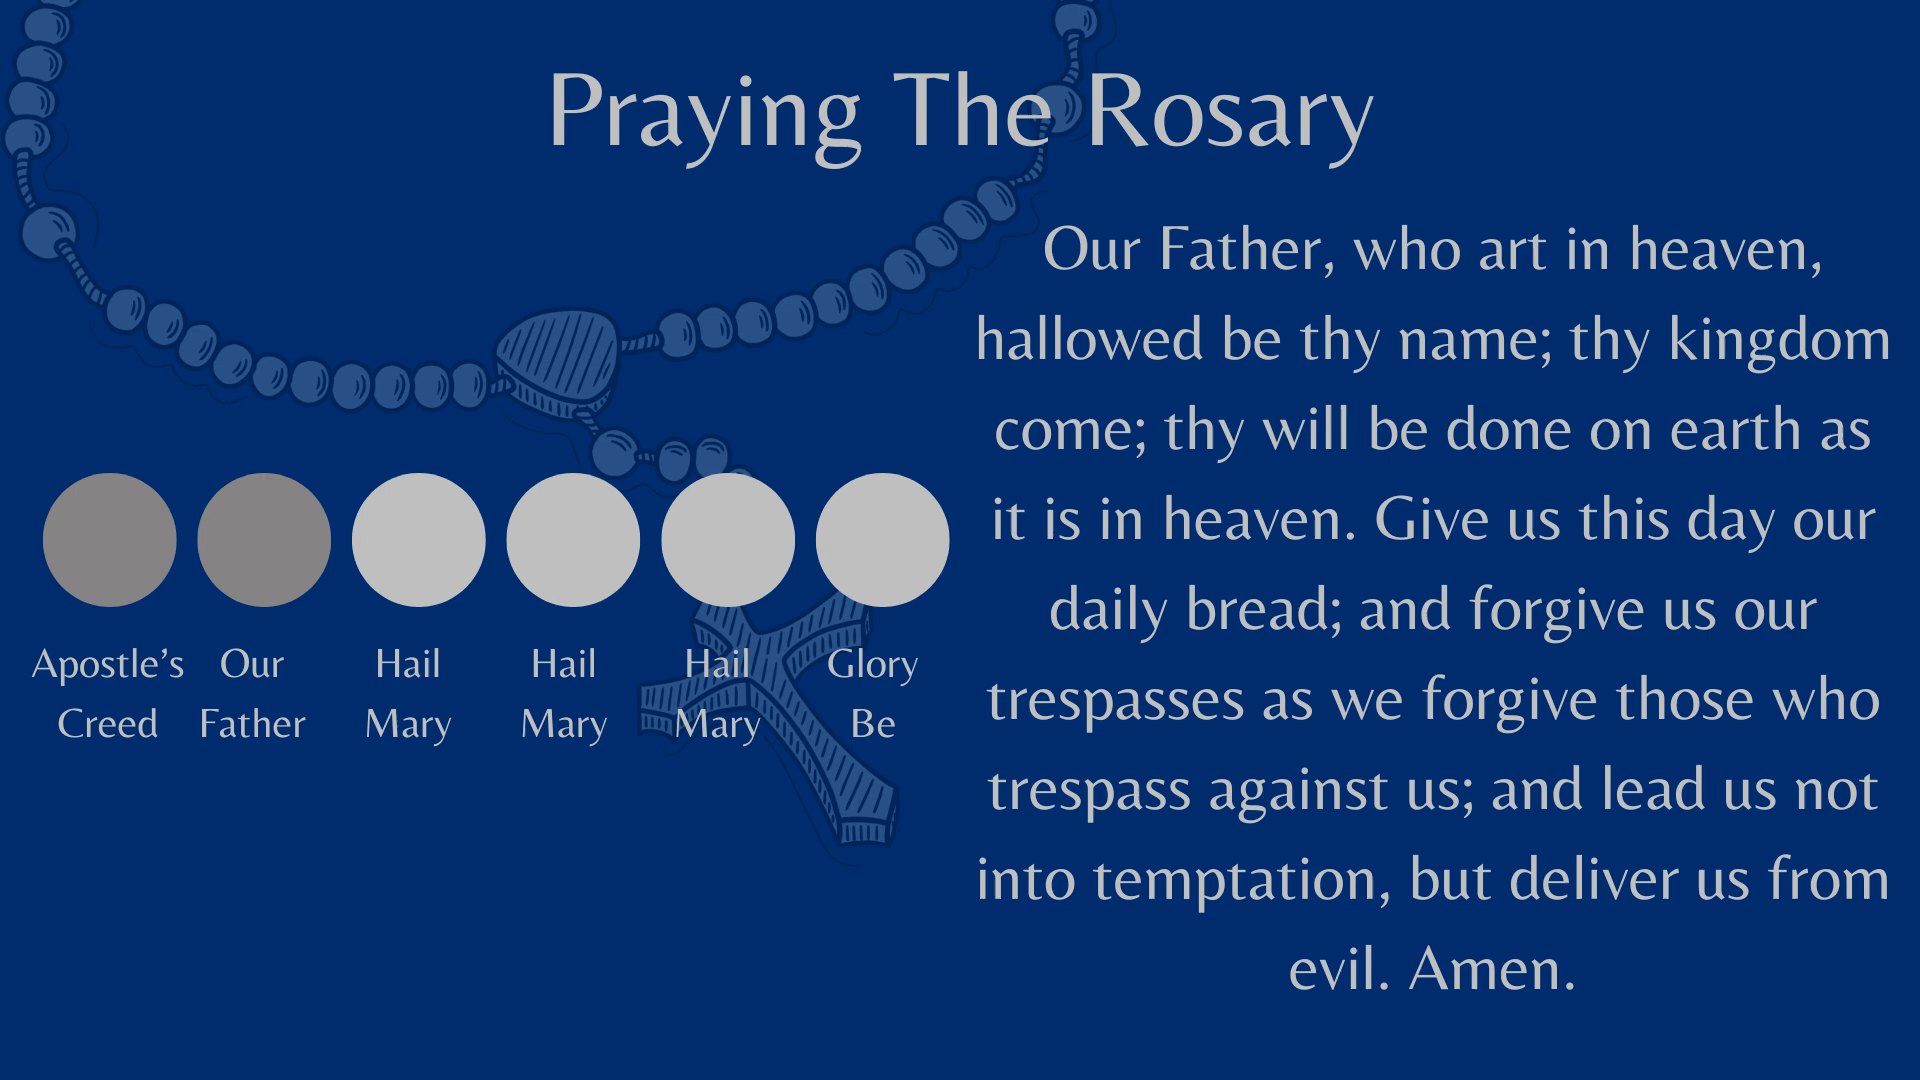 Praying The Rosary
Our Father, who art in heaven,
hallowed be thy name; thy kingdom
come; thy will be done on earth as
it is in heaven. Give us this day our
daily bread; and forgive us our
trespasses as we forgive those who
trespass against us; and lead us not
into temptation, but deliver us from
evil. Amen.
Apostle’s
Creed
Our
Father
Hail
Mary
Hail
Mary
Hail
Mary
Glory
Be